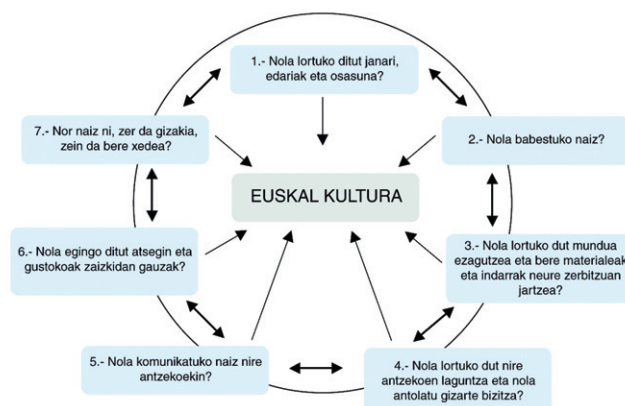 1.- Nola lortuko ditut janari,
edariak eta osasuna?
7.- Nor naiz ni, zer da gizakia,
zein da bere xedea?
2.- Nola babestuko naiz?
EUSKAL KULTURA
6.- Nola egingo ditut atsegin eta
gustokoak zaizkidan gauzak?
3.- Nola lortuko dut mundua
ezagutzea eta bere materialeak
eta indarrak neure zerbitzuan
jartzea?
5.- Nola komunikatuko naiz nire
antzekoekin?
4.- Nola lortuko dut nire
antzekoen laguntza eta nola
antolatu gizarte bizitza?